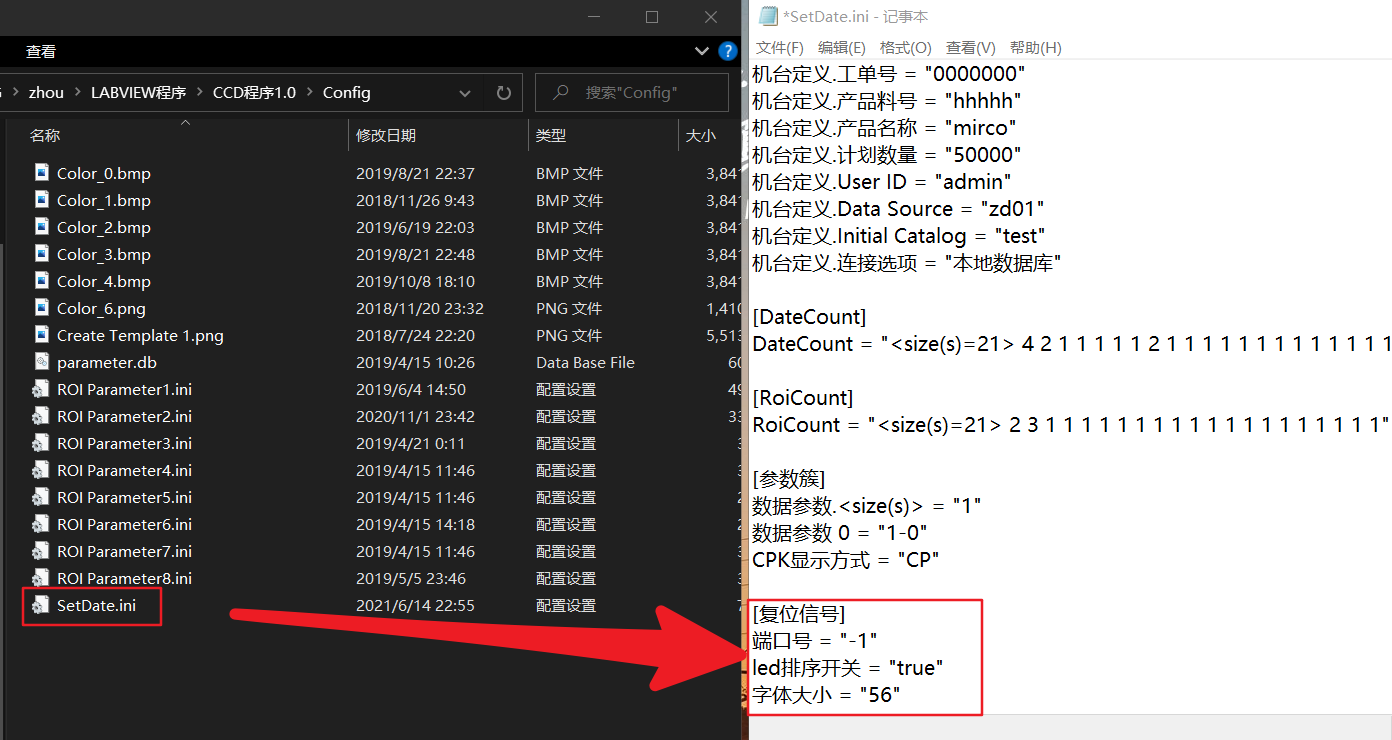 查看
?
zhou > LABVIEW程序 > CCD程序1.0 > Config
搜索"Config"
名称 修改日期 类型 大小
Color_0.bmp 2019/8/21 22:37 BMP 文件 3,841
Color_1.bmp 2018/11/26 9:43 BMP 文件 3,841
Color_2.bmp 2019/6/19 22:03 BMP 文件 3,841
Color_3.bmp 2019/8/21 22:48 BMP 文件 3,841
Color_4.bmp 2019/10/8 18:10 BMP 文件 3,841
Color_6.png 2018/11/20 23:32 PNG 文件 1,410
Create Template 1.png 2018/7/24 22:20 PNG 文件 5,513
parameter.db 2019/4/15 10:26 Data Base File 60
ROI Parameter1.ini 2019/6/4 14:50 配置设置 49
ROI Parameter2.ini 2020/11/1 23:42 配置设置 33
ROI Parameter3.ini 2019/4/21 0:11 配置设置
ROI Parameter4.ini 2019/4/15 11:46 配置设置
ROI Parameter5.ini 2019/4/15 11:46 配置设置
ROI Parameter6.ini 2019/4/15 14:18 配置设置
ROI Parameter7.ini 2019/4/15 11:46 配置设置
ROI Parameter8.ini 2019/5/5 23:46 配置设置
SetDate.ini 2021/6/14 22:55 配置设置
*SetDate.ini - 记事本
文件(F) 编辑(E) 格式(O) 查看(V) 帮助(H)
机台定义.工单号 = "0000000"
机台定义.产品料号 = "hhhhh"
机台定义.产品名称 = "mirco"
机台定义.计划数量 = "50000"
机台定义.User ID = "admin"
机台定义.Data Source = "zd01"
机台定义.Initial Catalog = "test"
机台定义.连接选项 = "本地数据库"
[DateCount]
DateCount = "<size(s)=21> 4 2 1 1 1 1 1 2 1 1 1 1 1 1 1 1 1 1 1 1 1
[RoiCount]
RoiCount = "<size(s)=21> 2 3 1 1 1 1 1 1 1 1 1 1 1 1 1 1 1 1 1 1 1"
[参数簇]
数据参数.<size(s)> = "1"
数据参数 0 = "1-0"
CPK显示方式 = "CP"
[复位信号]
端口号 = "-1"
led排序开关 = "true"
字体大小 = "56"